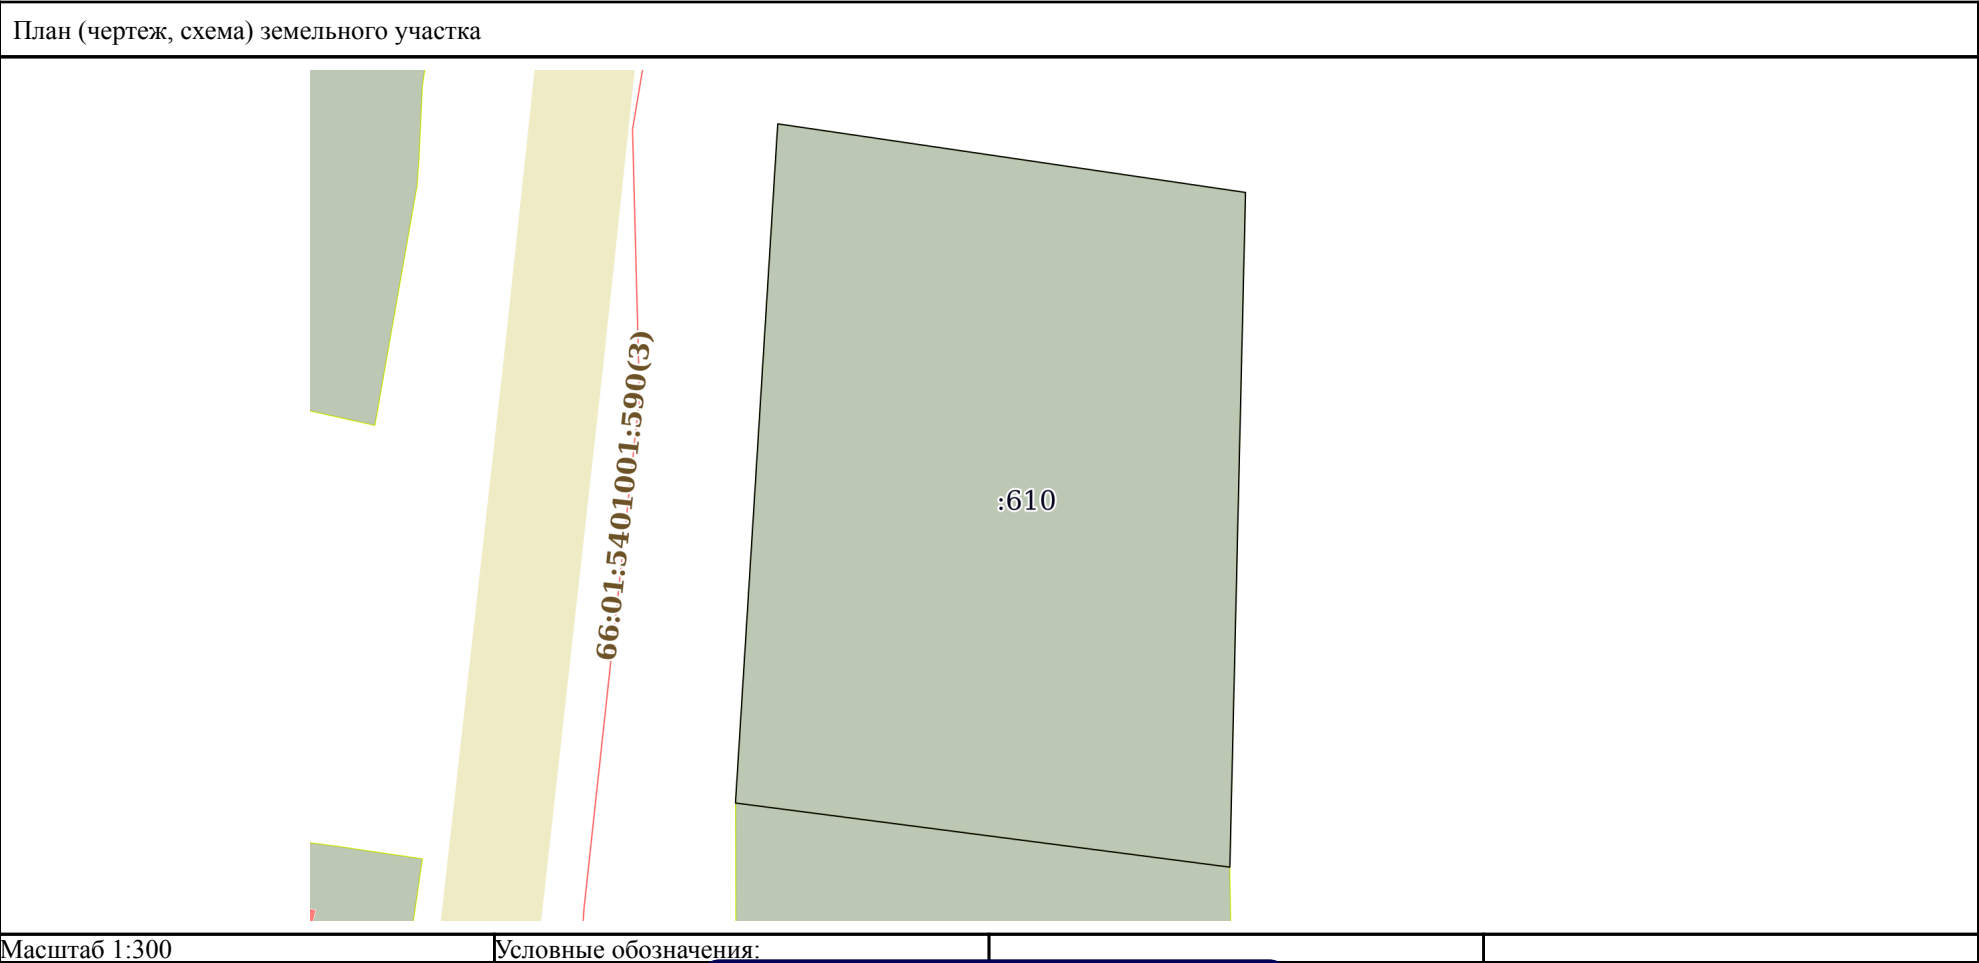 План (чертеж, схема) земельного участка
66:01:5401001:590(3)
:610
Масштаб 1:300
Условные обозначения: